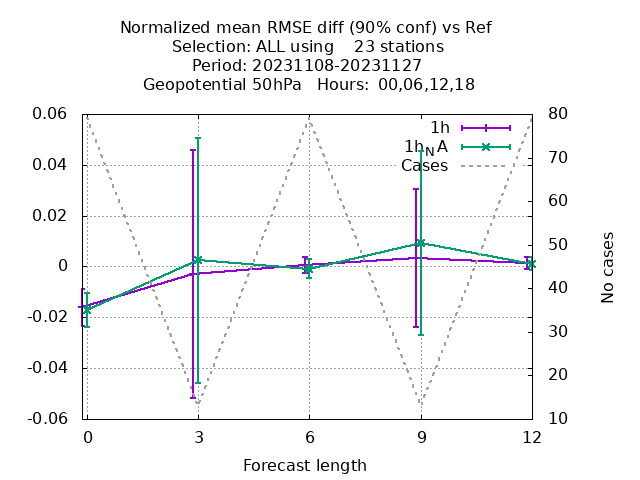 Normalized mean RMSE diff (90% conf) vs Ref
Selection: ALL using    23 stations
Period: 20231108-20231127
Geopotential 50hPa   Hours:  00,06,12,18
0.06
0.04
0.02
0
-0.02
-0.04
-0.06
1h
1hNA
Cases
80
70
60
50
40
30
20
10
No cases
0
3
6
9
12
Forecast length